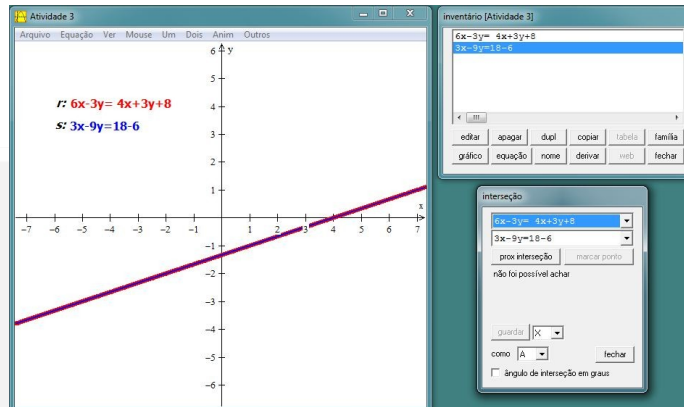 Atividade 3
Arquivo Equação Ver Mouse Um Dois Anim Outros
r: 6x-3y= 4x+3y+8
s: 3x-9y=18-6
y
6
5
4
3
2
1
x
-7 -6 -5 -4 -3 -2 -1 0 1 2 3 4 5 6 7
-1
-2
-3
-4
-5
-6
inventário [Atividade 3]
6x-3y= 4x+3y+8
3x-9y=18-6
editar apagar dupl copiar tabela família
gráfico equação nome derivar web fechar
interseção
6x-3y= 4x+3y+8
3x-9y=18-6
prox interseção marcar ponto
não foi possível achar
guardar X
como A fechar
ângulo de interseção em graus